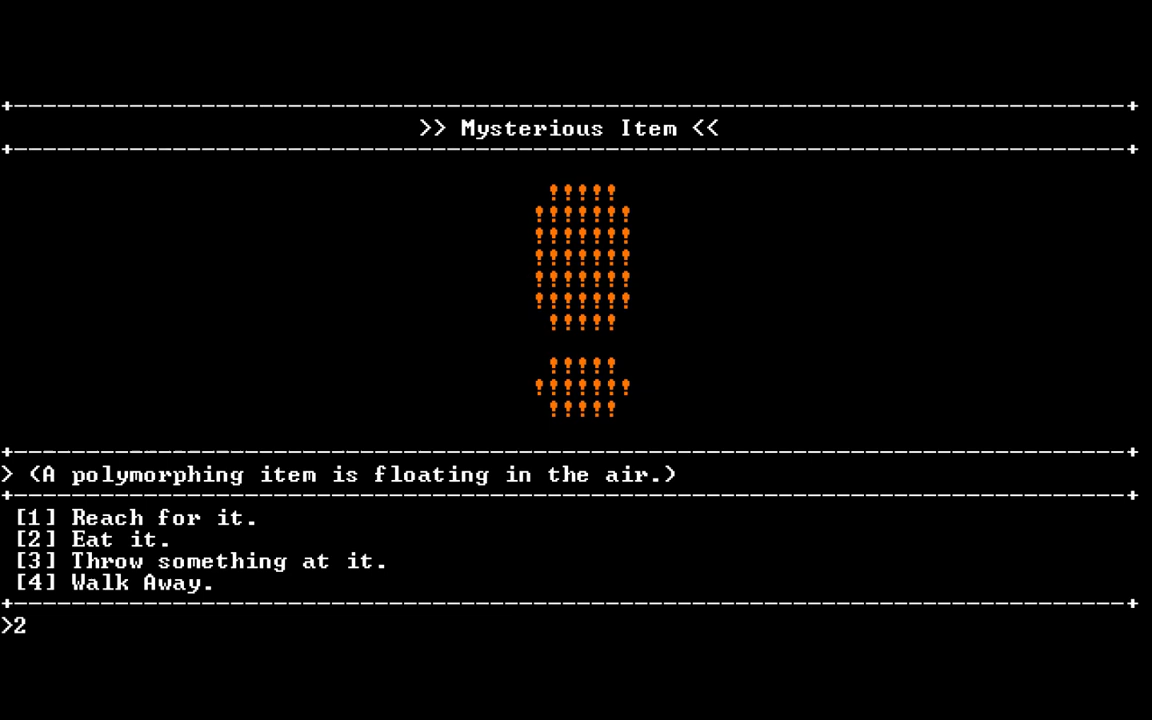 >> Mysterious Item <<
!!!!!
!!!!!!!
!!!!!!!
!!!!!!!
!!!!!!!
!!!!!!!
!!!!!
!!!!!
!!!!!!!
!!!!!
> (A polymorphing item is floating in the air.)
[1] Reach for it.
[2] Eat it.
[3] Throw something at it.
[4] Walk Away.
>2